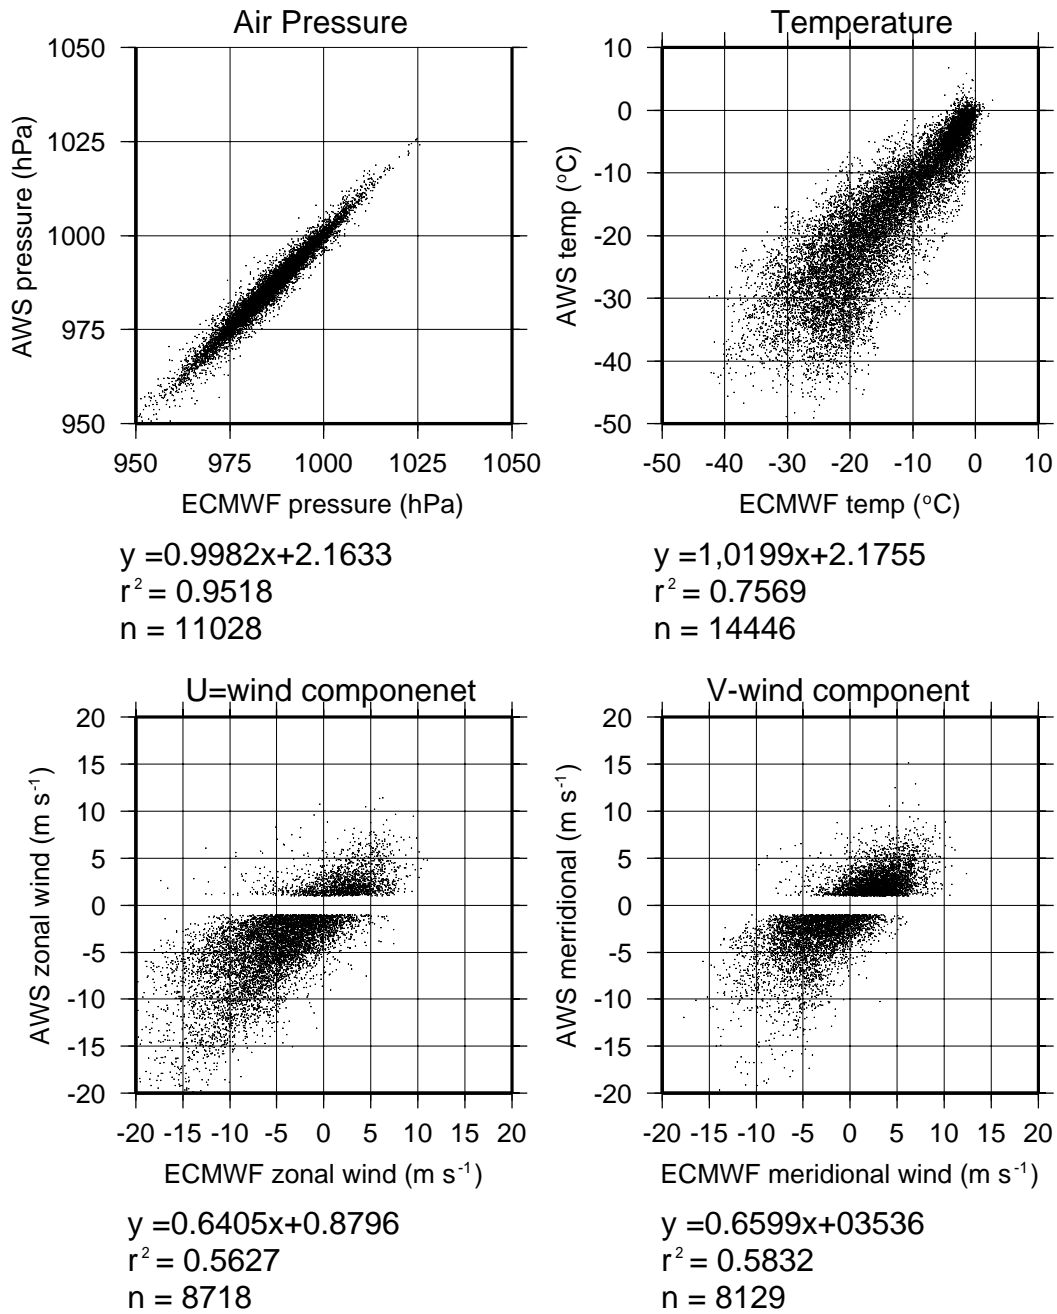 Air Pressure
1050
1025
1000
975
950
AWS pressure (hPa)
950 975 1000 1025 1050
ECMWF pressure (hPa)
y =0.9982x+2.1633
r² = 0.9518
n = 11028
Temperature
10
0
-10
-20
-30
-40
-50
AWS temp (°C)
-50 -40 -30 -20 -10 0 10
ECMWF temp (°C)
y =1,0199x+2.1755
r² = 0.7569
n = 14446
U=wind componenet
20
15
10
5
0
-5
-10
-15
-20
AWS zonal wind (m s⁻¹)
-20 -15 -10 -5 0 5 10 15 20
ECMWF zonal wind (m s⁻¹)
y =0.6405x+0.8796
r² = 0.5627
n = 8718
V-wind component
20
15
10
5
0
-5
-10
-15
-20
AWS merridional (m s⁻¹)
-20 -15 -10 -5 0 5 10 15 20
ECMWF meridional wind (m s⁻¹)
y =0.6599x+03536
r² = 0.5832
n = 8129